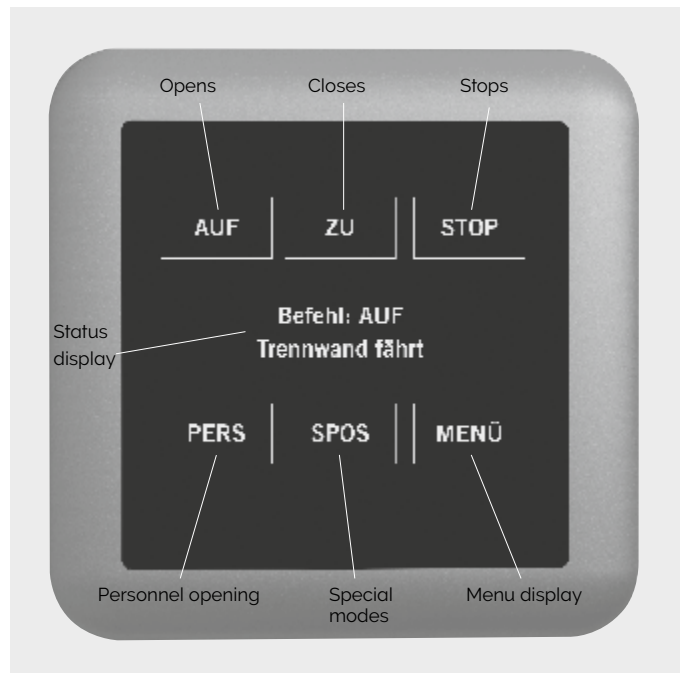 Opens Closes Stops
AUF ZU STOP
Befehl: AUF
Trennwand fährt
Status
display
PERS SPOS MENÜ
Personnel opening Special Menu display
modes